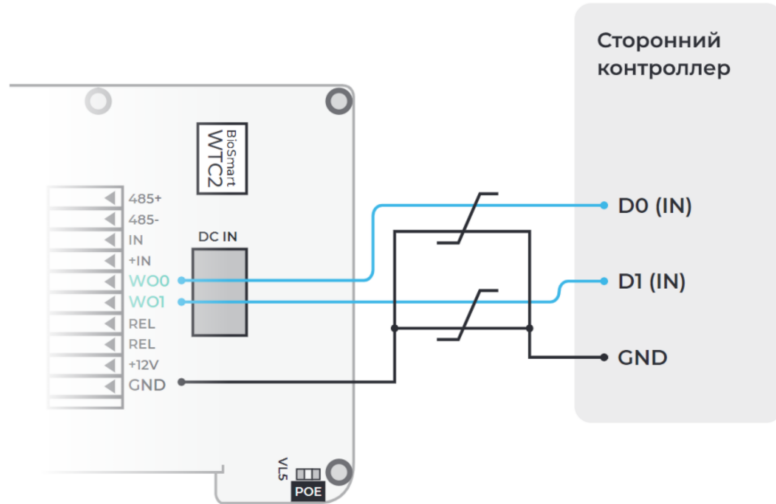 Сторонний
контроллер
BioSmart
WTC2
485+
485-
IN
+IN
WO0
WO1
REL
REL
+12V
GND
DC IN
D0 (IN)
D1 (IN)
GND
VL5
POE